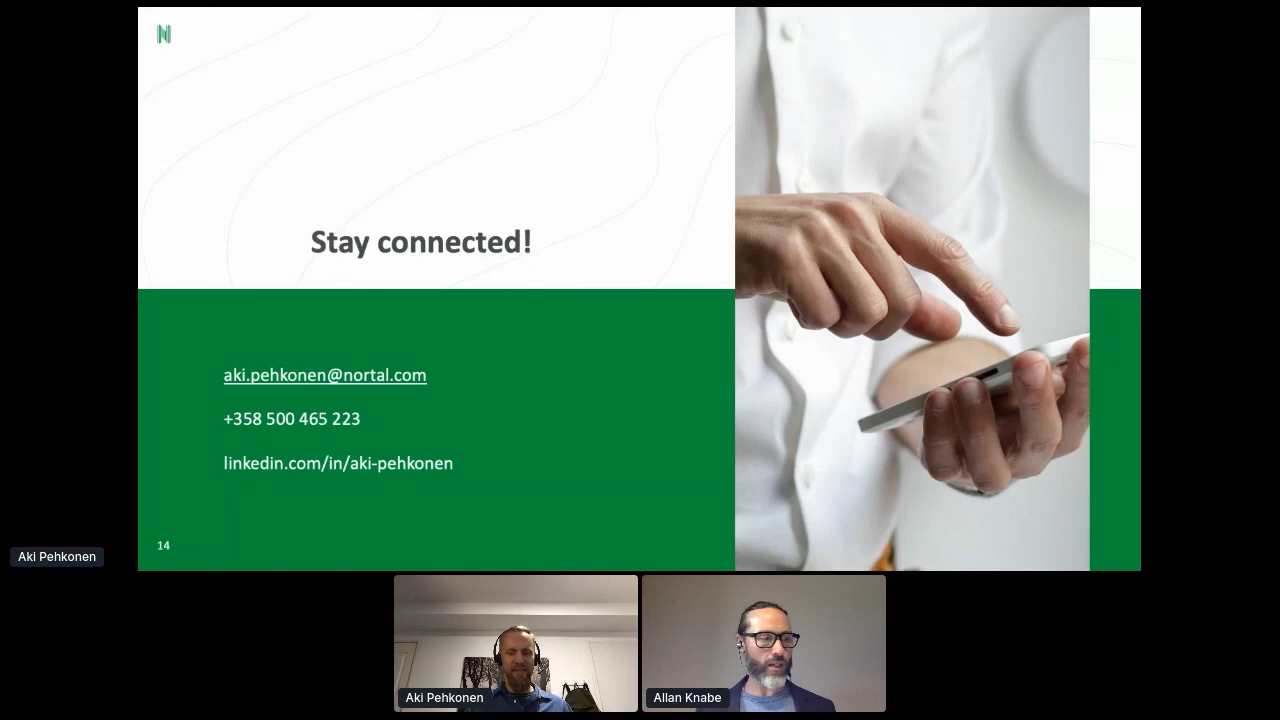 Stay connected!
aki.pehkonen@nortal.com
+358 500 465 223
linkedin.com/in/aki-pehkonen
14
Aki Pehkonen
Aki Pehkonen
Allan Knabe